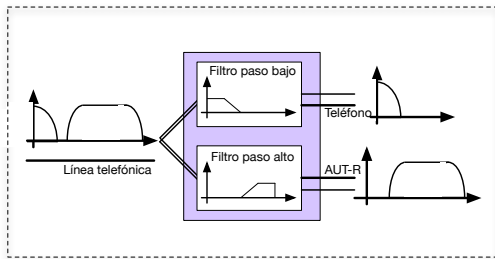 Filtro paso bajo
Teléfono
Línea telefónica
Filtro paso alto
AUT-R